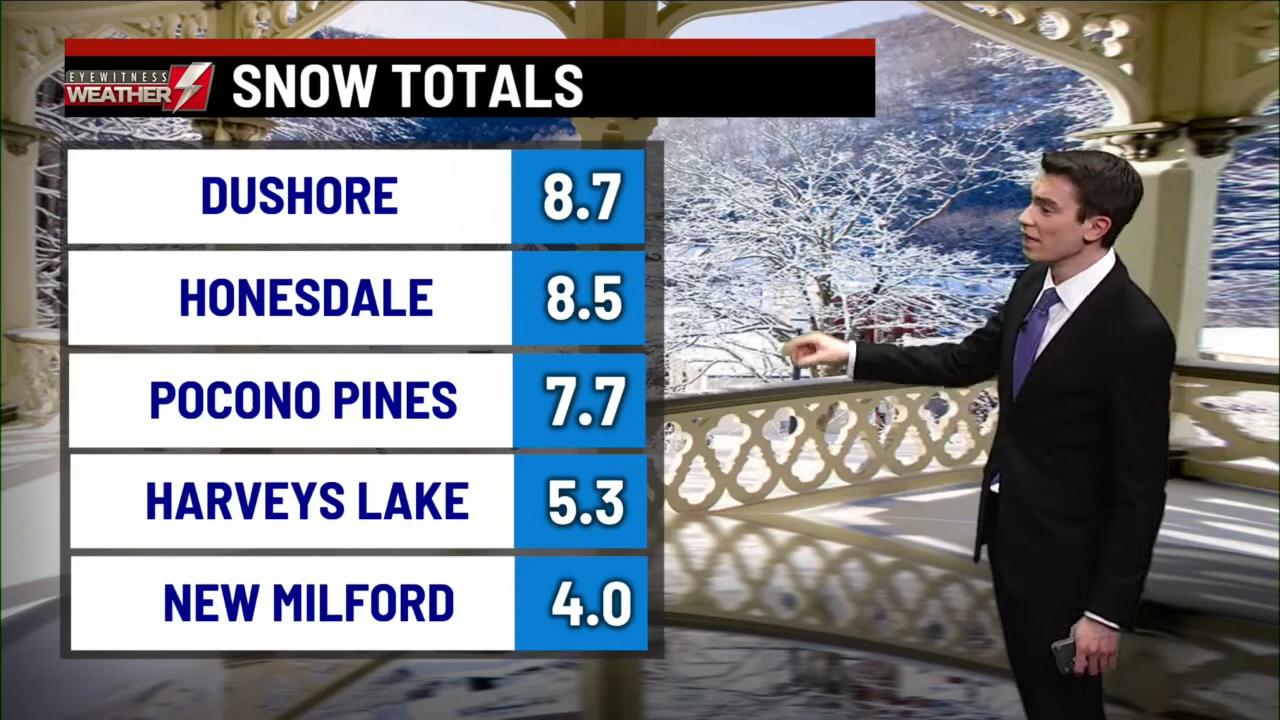 EYEWITNESS
WEATHER
SNOW TOTALS
DUSHORE 8.7
HONESDALE 8.5
POCONO PINES 7.7
HARVEYS LAKE 5.3
NEW MILFORD 4.0